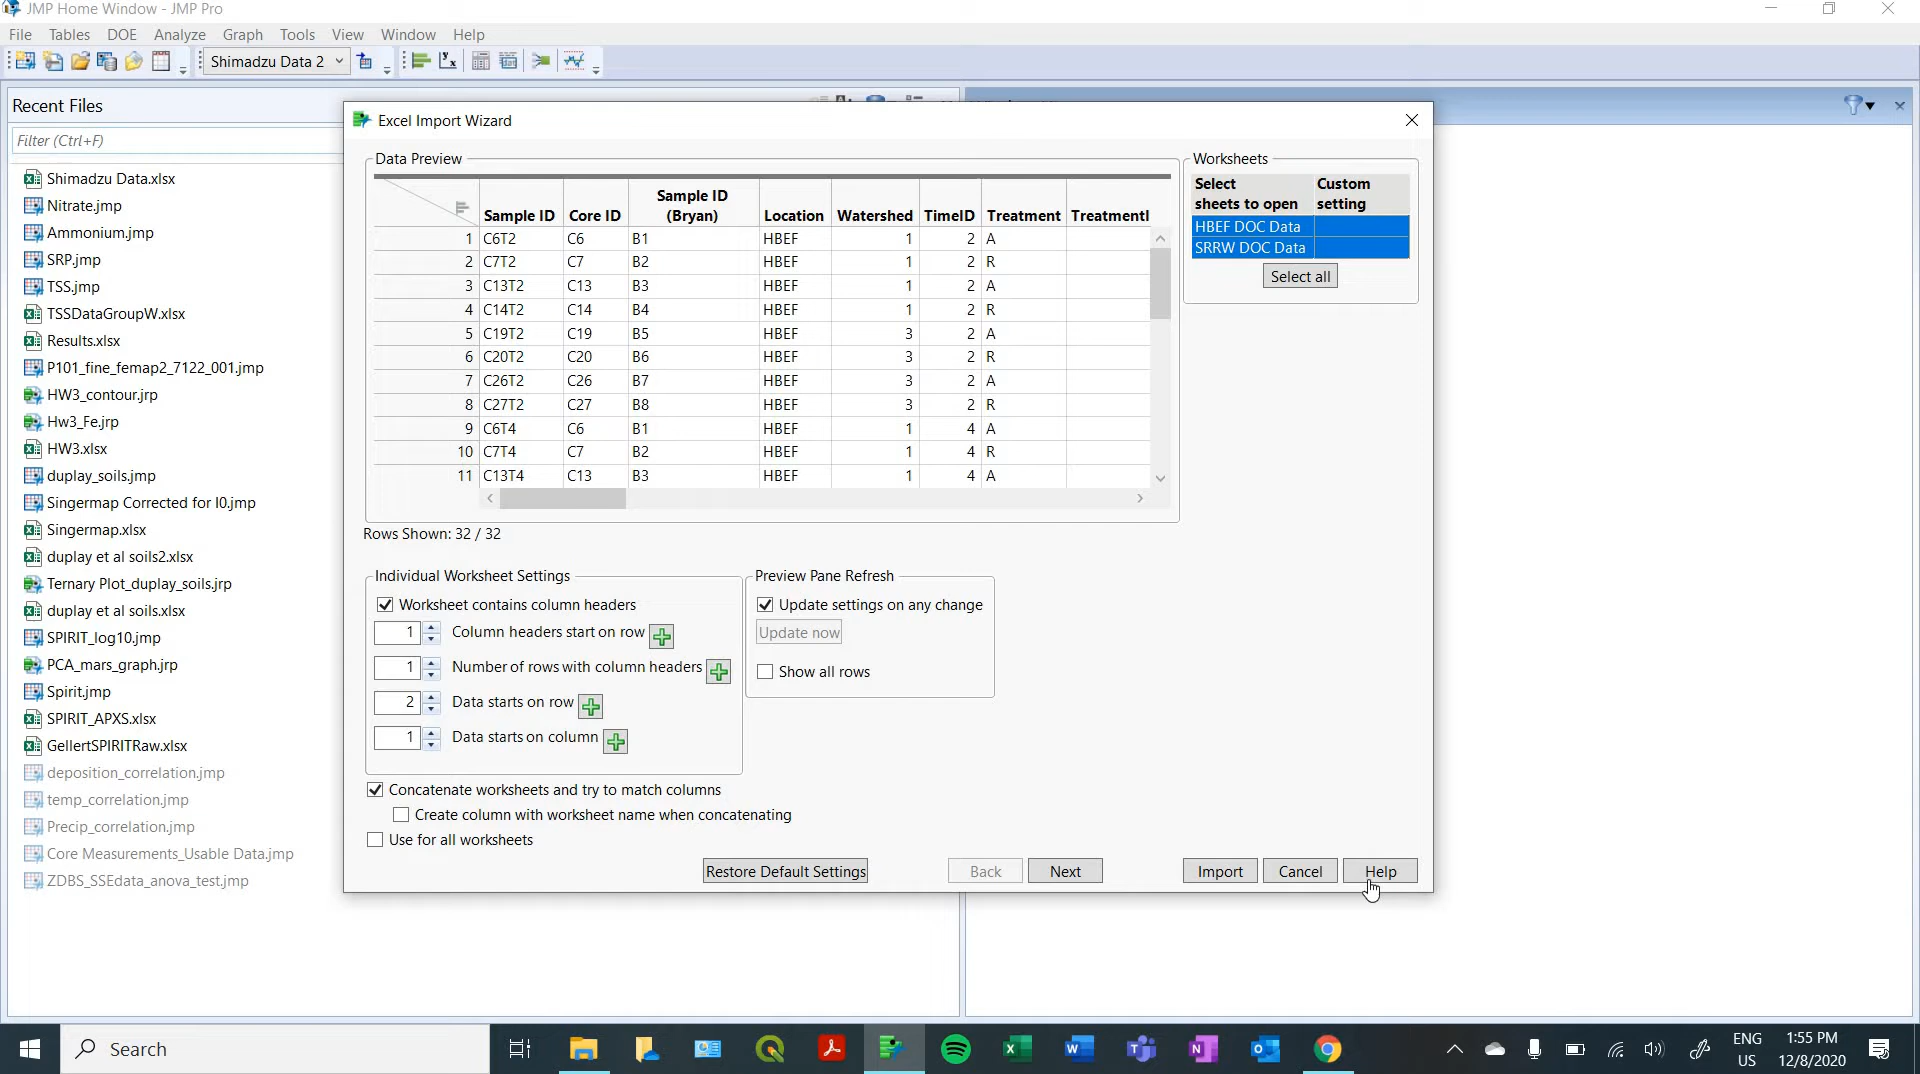 JMP Home Window - JMP Pro
File Tables DOE Analyze Graph Tools View Window Help
Shimadzu Data 2
Recent Files
Filter (Ctrl+F)
Shimadzu Data.xlsx
Nitrate.jmp
Ammonium.jmp
SRP.jmp
TSS.jmp
TSSDataGroupW.xlsx
Results.xlsx
P101_fine_femap2_7122_001.jmp
HW3_contour.jrp
Hw3_Fe.jrp
HW3.xlsx
duplay_soils.jmp
Singermap Corrected for I0.jmp
Singermap.xlsx
duplay et al soils2.xlsx
Ternary Plot_duplay_soils.jrp
duplay et al soils.xlsx
SPIRIT_log10.jmp
PCA_mars_graph.jrp
Spirit.jmp
SPIRIT_APXS.xlsx
GellertSPIRITRaw.xlsx
deposition_correlation.jmp
temp_correlation.jmp
Precip_correlation.jmp
Core Measurements_Usable Data.jmp
ZDBS_SSEdata_anova_test.jmp
Excel Import Wizard
Data Preview
Sample ID Core ID Sample ID (Bryan) Location Watershed TimeID Treatment TreatmentI
1 C6T2 C6 B1 HBEF 1 2 A
2 C7T2 C7 B2 HBEF 1 2 R
3 C13T2 C13 B3 HBEF 1 2 A
4 C14T2 C14 B4 HBEF 1 2 R
5 C19T2 C19 B5 HBEF 3 2 A
6 C20T2 C20 B6 HBEF 3 2 R
7 C26T2 C26 B7 HBEF 3 2 A
8 C27T2 C27 B8 HBEF 3 2 R
9 C6T4 C6 B1 HBEF 1 4 A
10 C7T4 C7 B2 HBEF 1 4 R
11 C13T4 C13 B3 HBEF 1 4 A
Rows Shown: 32 / 32
Worksheets
Select sheets to open Custom setting
HBEF DOC Data
SRRW DOC Data
Select all
Individual Worksheet Settings
Worksheet contains column headers
1 Column headers start on row
1 Number of rows with column headers
2 Data starts on row
1 Data starts on column
Preview Pane Refresh
Update settings on any change
Update now
Show all rows
Concatenate worksheets and try to match columns
Create column with worksheet name when concatenating
Use for all worksheets
Restore Default Settings Back Next Import Cancel Help
Search
ENG
US
1:55 PM
12/8/2020